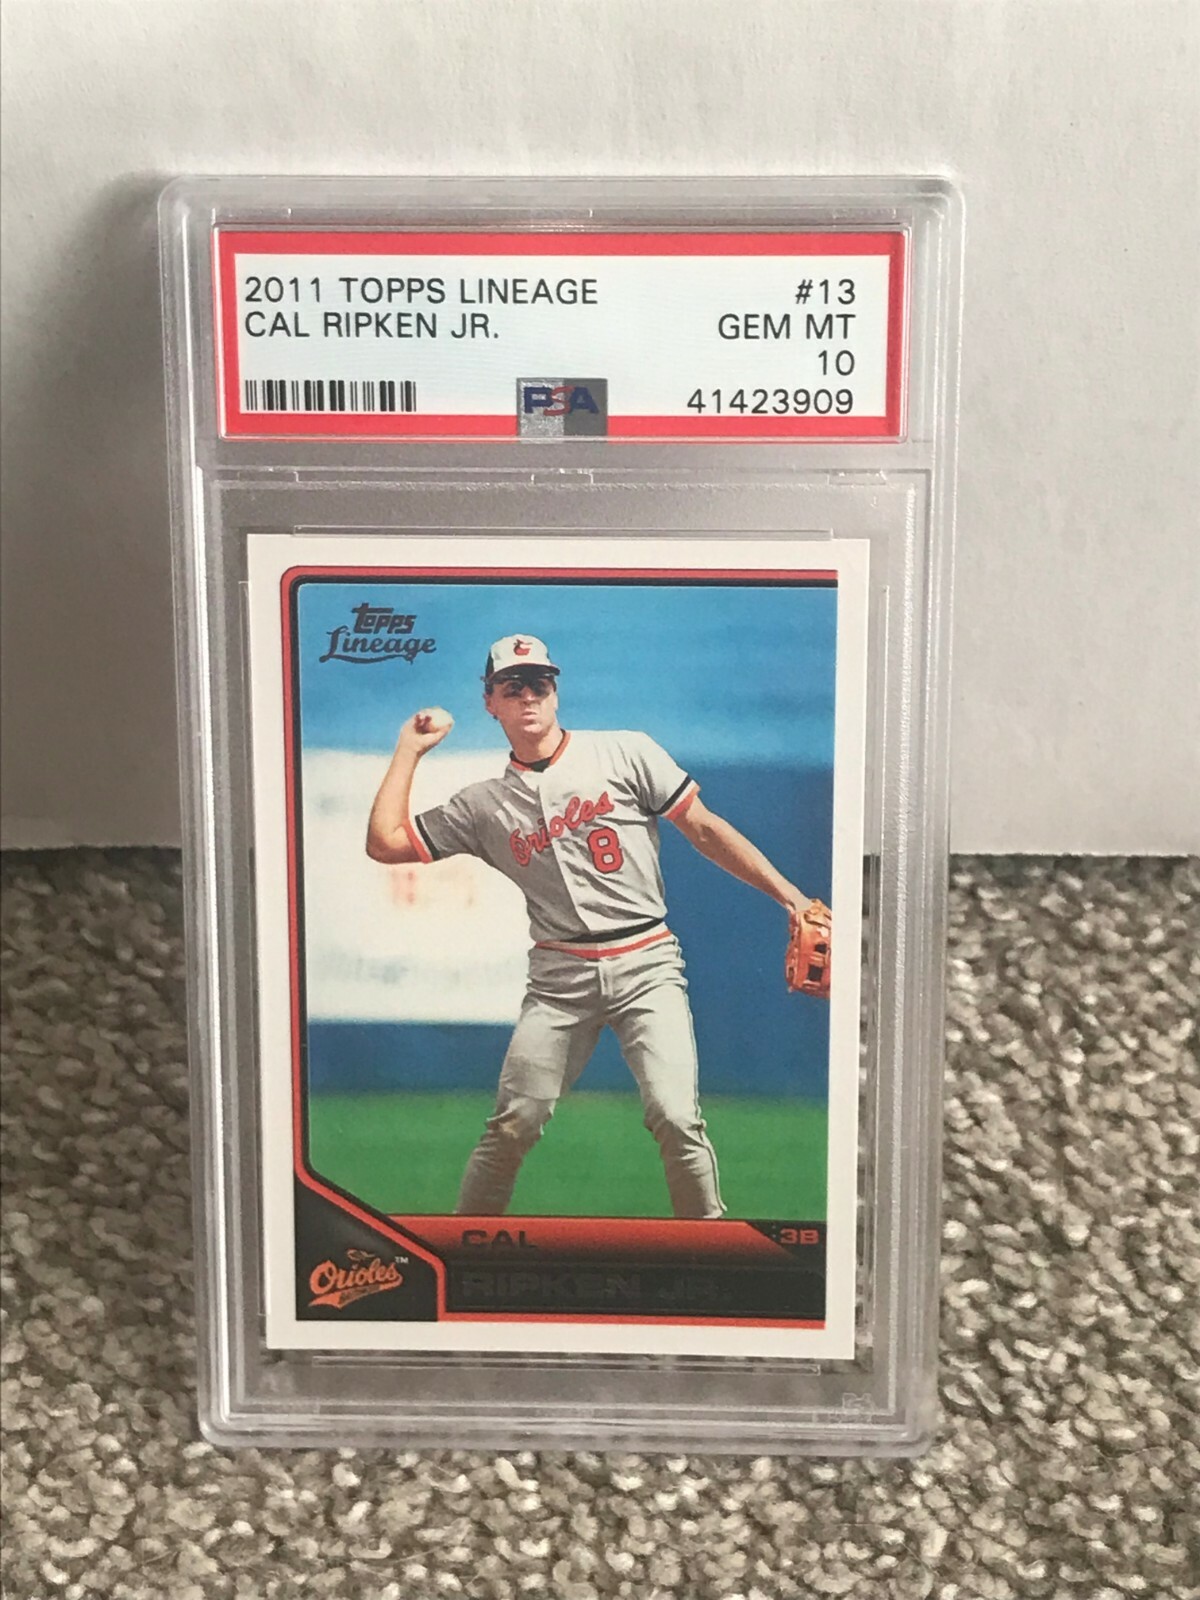 2011 TOPPS LINEAGE #13
CAL RIPKEN JR. GEM MT
10
PSA 41423909
topps
Lineage
Orioles
8
CAL 3B
RIPKEN JR.
Orioles™